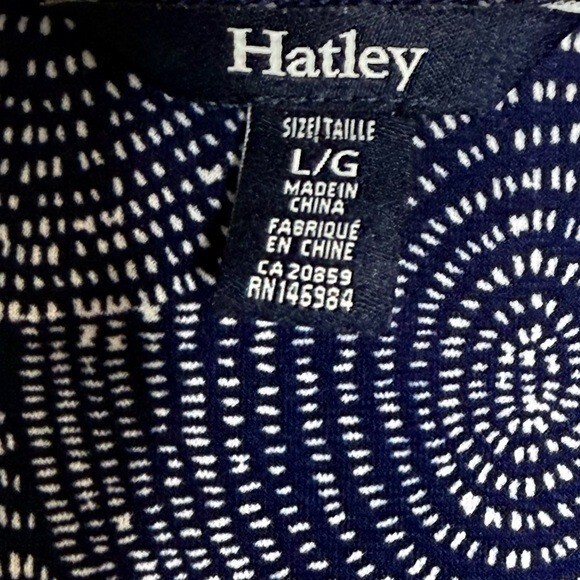 Hatley
SIZE/TAILLE
L/G
MADE IN
CHINA
FABRIQUÉ
EN CHINE
CA 20859
RN146984